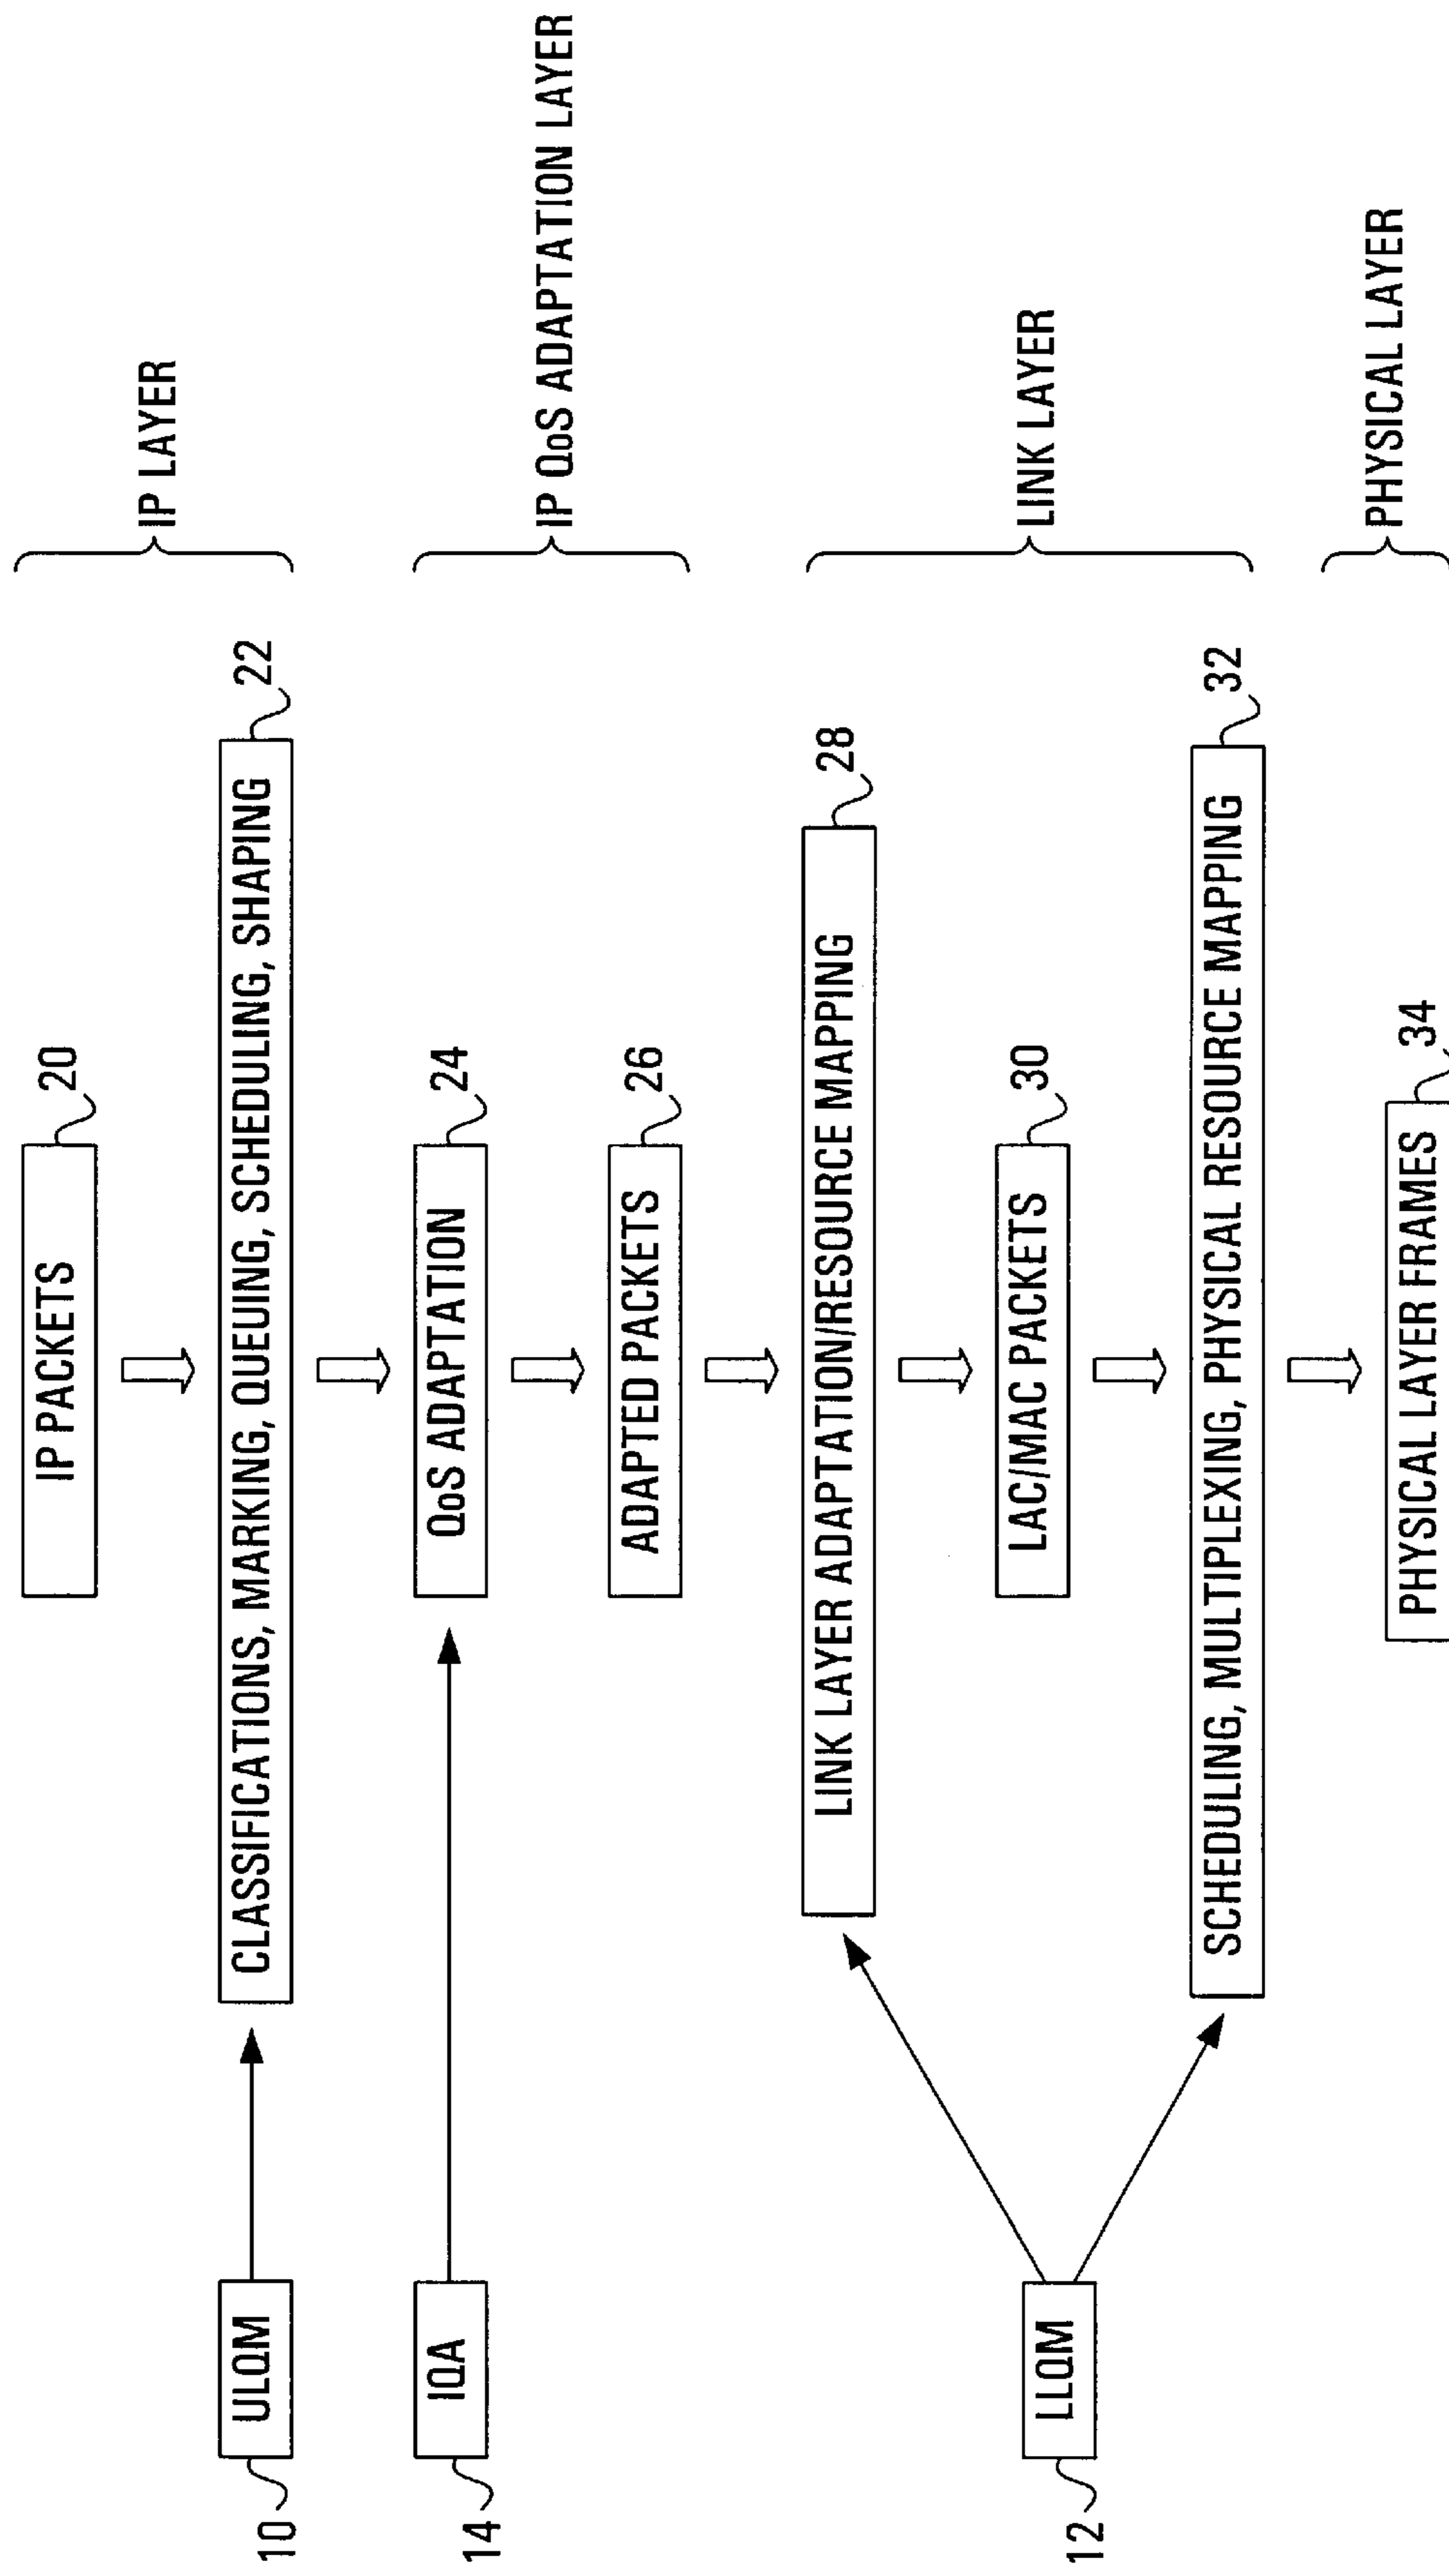 IP PACKETS
20
IP LAYER
10
ULQM
CLASSIFICATIONS, MARKING, QUEUING, SCHEDULING, SHAPING
22
14
IQA
QoS ADAPTATION
24
IP QoS ADAPTATION LAYER
ADAPTED PACKETS
26
LINK LAYER ADAPTATION/RESOURCE MAPPING
28
12
LLQM
LAC/MAC PACKETS
30
LINK LAYER
SCHEDULING, MULTIPLEXING, PHYSICAL RESOURCE MAPPING
32
PHYSICAL LAYER FRAMES
34
PHYSICAL LAYER